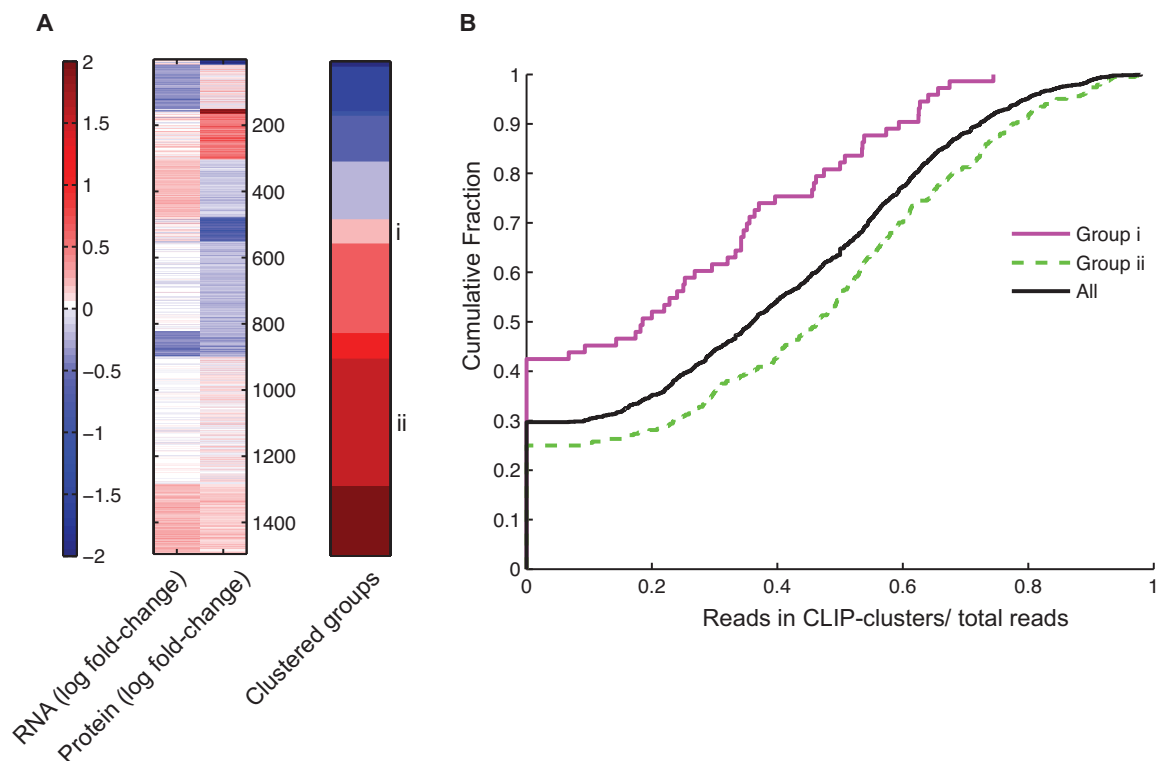 A
2
1.5
1
0.5
0
−0.5
−1
−1.5
−2
200
400
600
800
1000
1200
1400
i
ii
RNA (log fold-change)
Protein (log fold-change)
Clustered groups
B
1
0.9
0.8
0.7
0.6
0.5
0.4
0.3
0.2
0.1
0
Cumulative Fraction
Group i
Group ii
All
0 0.2 0.4 0.6 0.8 1
Reads in CLIP-clusters/ total reads